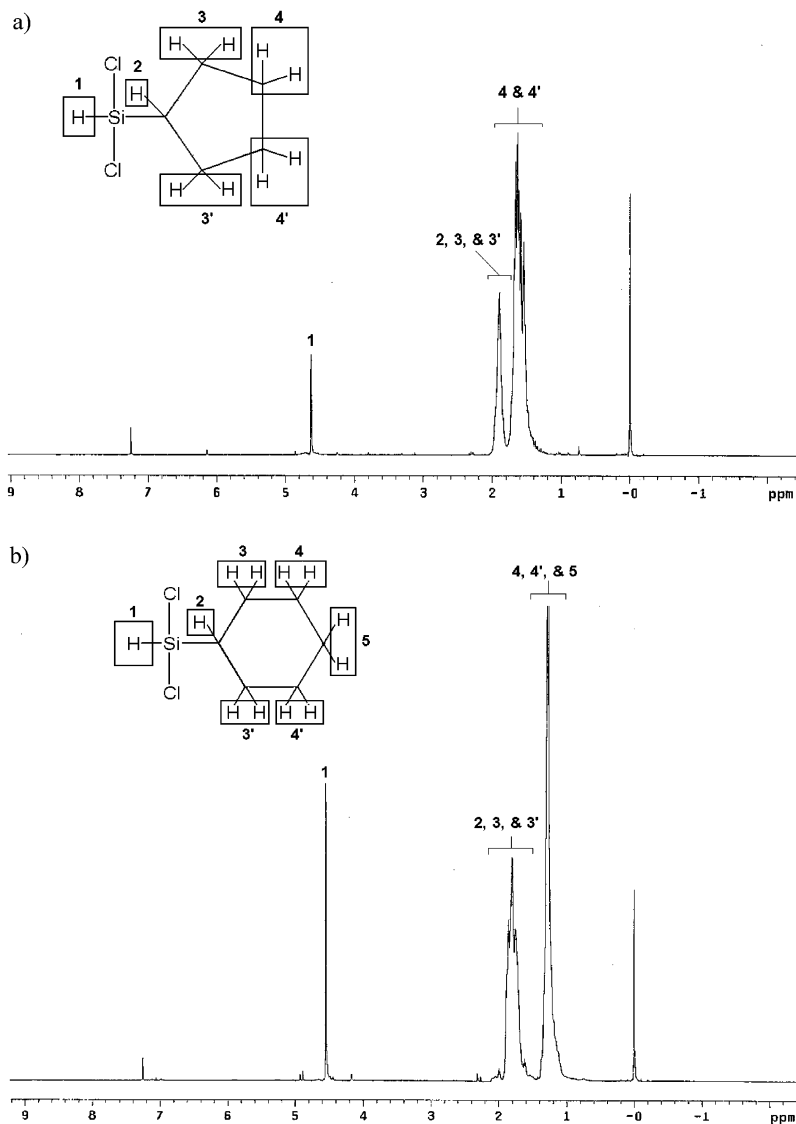 a)
3
4
H
H
H
H
Cl
2
1
H
H
Si
Cl
H
H
H
H
3'
4'
4 & 4'
2, 3, & 3'
1
9 8 7 6 5 4 3 2 1 -0 -1 ppm
b)
3
4
H H
H H
Cl
1
2
H
H
Si
H
H
5
Cl
H H
H H
3'
4'
4, 4', & 5
1
2, 3, & 3'
9 8 7 6 5 4 3 2 1 -0 -1 ppm